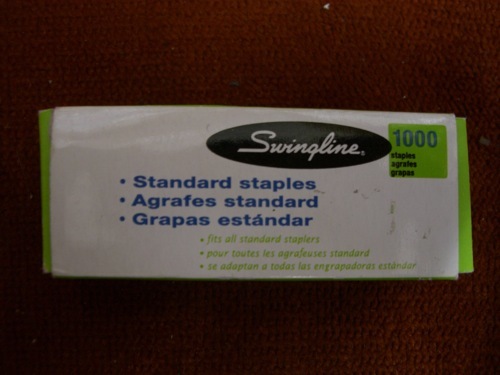 Swingline®
1000
staples
agrafes
grapas
• Standard staples
• Agrafes standard
• Grapas estándar
• fits all standard staplers
• pour toutes les agrafeuses standard
• se adaptan a todas las engrapadoras estándar